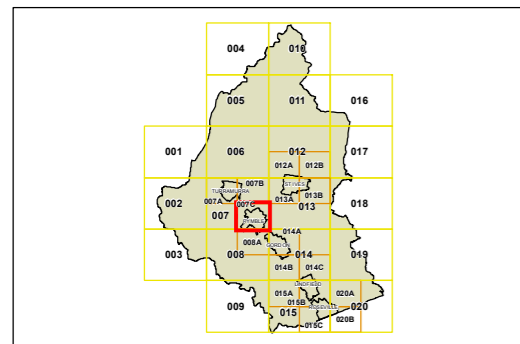 004 010
005 011 016
001 006 012 017
012A 012B
007B
TURRAMURRA ST.IVES
002 007A 007C 013A 013B 018
007 PYMBLE 013
014A
008A GORDON
003 008 014 019
014B 014C
LINDFIELD
015A 020A
009 015B ROSEVILLE 020
015 020B
015C